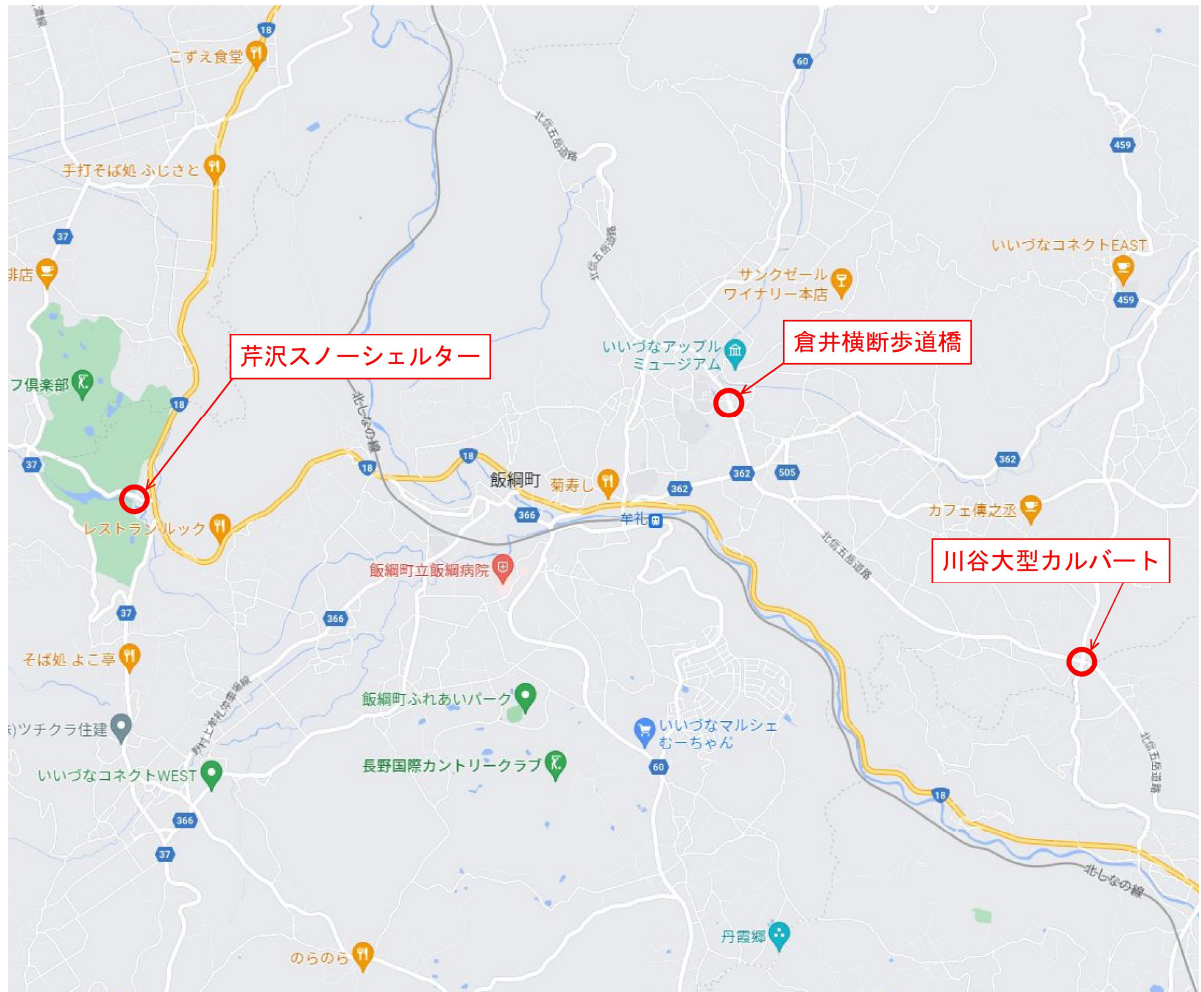 18
こずえ食堂
60
北信五岳道路
手打そば処 ふじさと
459
37
北信五岳道路
いいづなコネクトEAST
サンクゼール
ワイナリー本店
459
芹沢スノーシェルター
倉井横断歩道橋
いいづなアップル
ミュージアム
フ倶楽部
18
北しなの線
37
18
18
飯綱町
菊寿し
362
362
505
362
366
牟礼
カフェ傳之丞
レストラン ルック
北信五岳道路
川谷大型カルバート
飯綱町立飯綱病院
37
366
そば処 よこ亭
飯綱町ふれあいパーク
)ツチクラ住建
いいづなマルシェ
むーちゃん
長野国際カントリークラブ
60
いいづなコネクトWEST
北信五岳道路
18
366
37
北しなの線
丹霞郷
のらのら